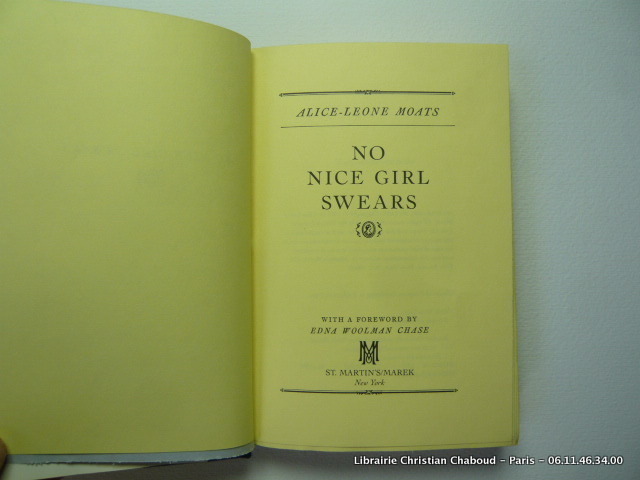 ALICE-LEONE MOATS
NO
NICE GIRL
SWEARS
WITH A FOREWORD BY
EDNA WOOLMAN CHASE
M
ST. MARTIN'S/MAREK
New York
Librairie Christian Chaboud - Paris - 06.11.46.34.00